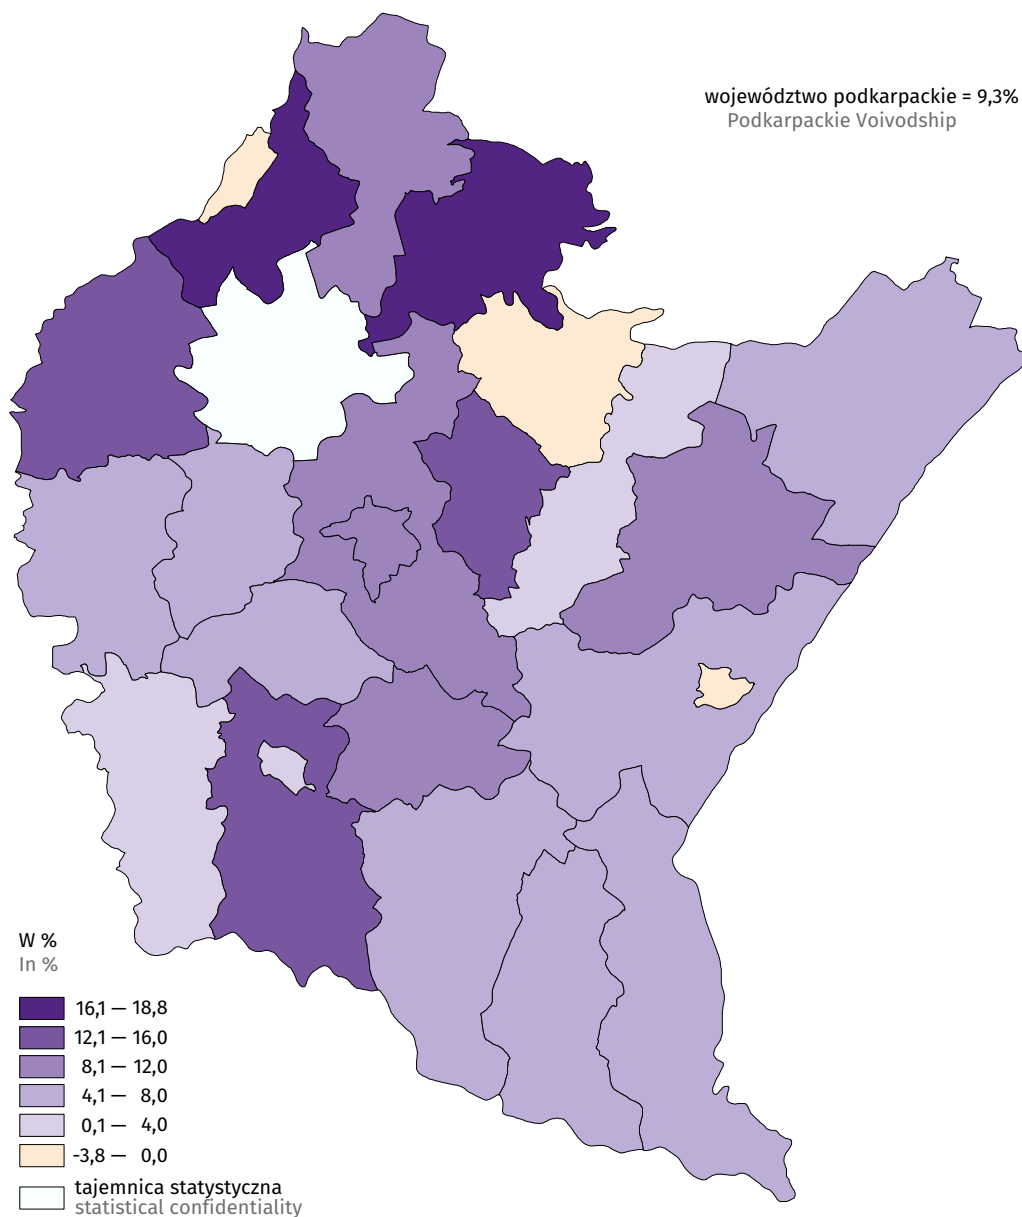 województwo podkarpackie = 9,3%
Podkarpackie Voivodship
W %
In %
16,1 — 18,8
12,1 — 16,0
8,1 — 12,0
4,1 — 8,0
0,1 — 4,0
-3,8 — 0,0
tajemnica statystyczna
statistical confidentiality